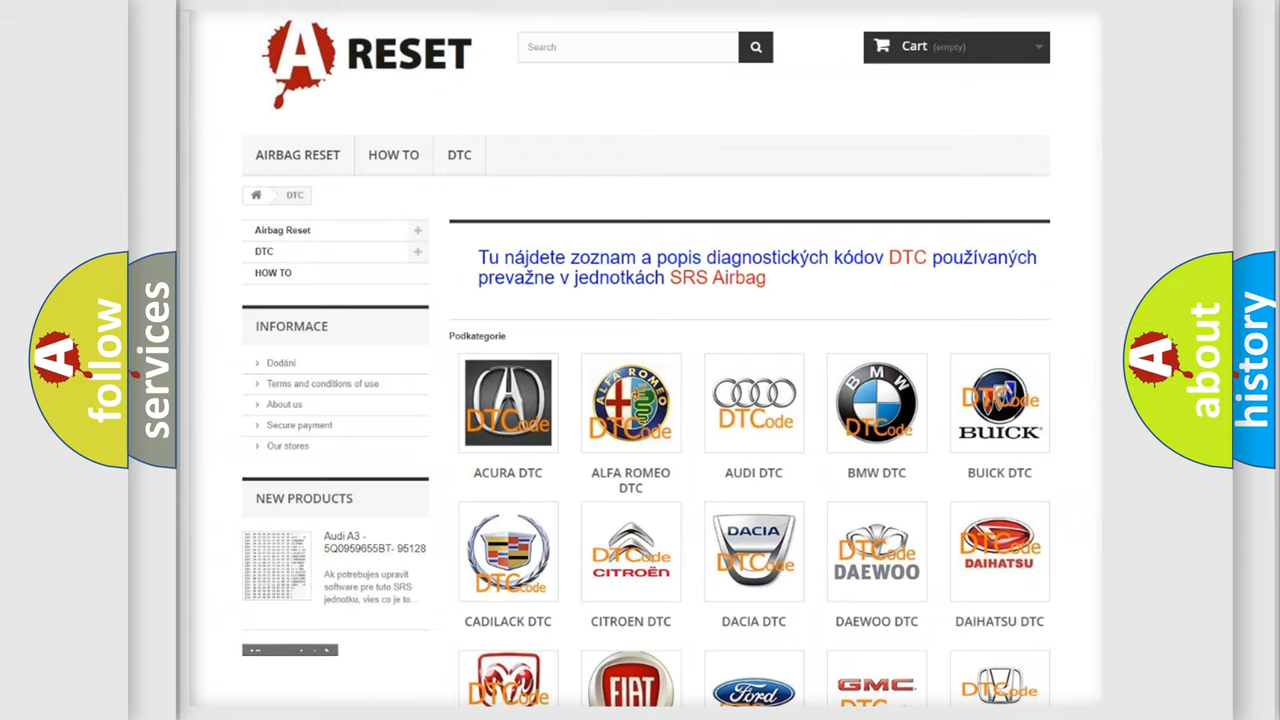 A RESET
Search
Cart (empty)
AIRBAG RESET
HOW TO
DTC
DTC
Airbag Reset
DTC
HOW TO
INFORMACE
Dodání
Terms and conditions of use
About us
Secure payment
Our stores
NEW PRODUCTS
Audi A3 -
5Q0959655BT- 95128
Ak potrebujes upravit
software pre tuto SRS
jednotku, vies co je to...
Tu nájdete zoznam a popis diagnostických kódov DTC používaných
prevažne v jednotkách SRS Airbag
Podkategorie
DTCode
ALFA ROMEO
DTCode
DTCode
BMW
DTCode
DTCode
BUICK
ACURA DTC
ALFA ROMEO
DTC
AUDI DTC
BMW DTC
BUICK DTC
DTCode
DTCode
CITROËN
DACIA
DTCode
DTCode
DAEWOO
DTCode
DAIHATSU
CADILACK DTC
CITROEN DTC
DACIA DTC
DAEWOO DTC
DAIHATSU DTC
DTCode
FIAT
Ford
GMC
DTCode
A follow
services
A about
history